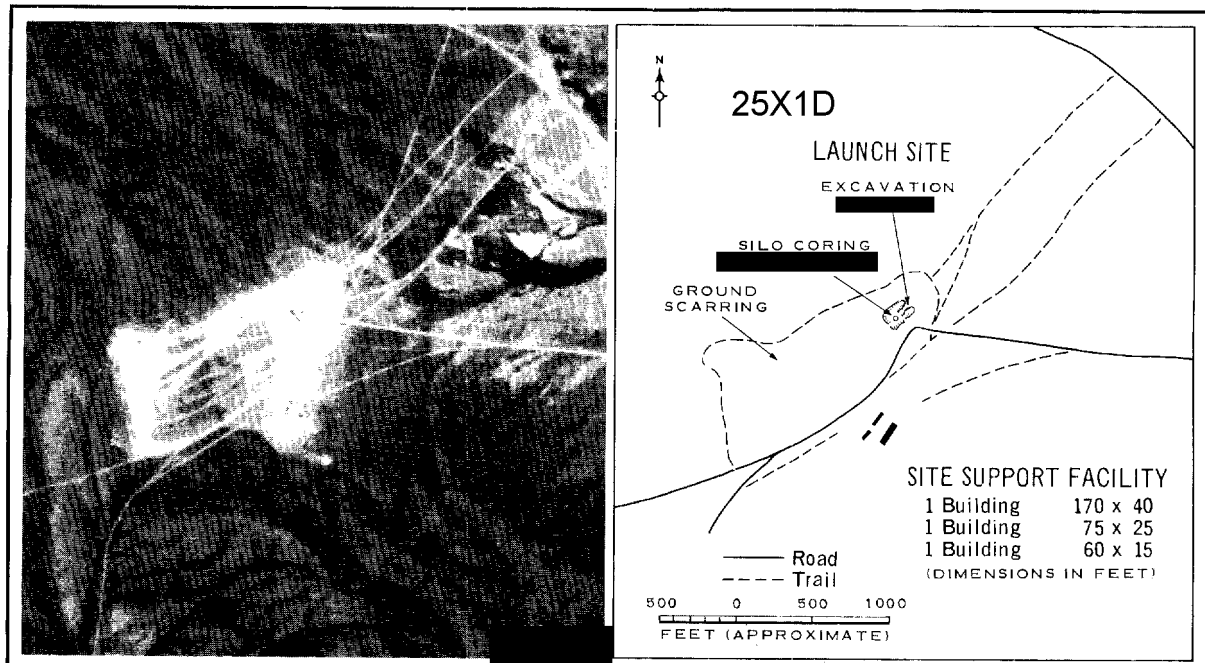 N
25X1D
LAUNCH SITE
EXCAVATION
SILO CORING
GROUND
SCARRING
SITE SUPPORT FACILITY
1 Building 170 x 40
1 Building 75 x 25
1 Building 60 x 15
(DIMENSIONS IN FEET)
Road
Trail
500 0 500 1000
FEET (APPROXIMATE)